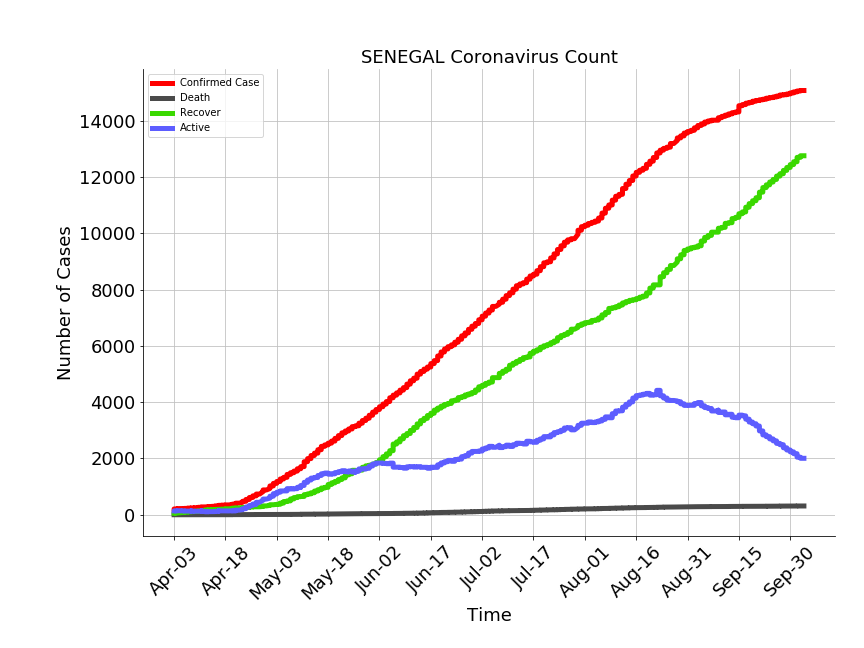 SENEGAL Coronavirus Count
Confirmed Case
Death
Recover
Active
Number of Cases
14000
12000
10000
8000
6000
4000
2000
0
Apr-03
Apr-18
May-03
May-18
Jun-02
Jun-17
Jul-02
Jul-17
Aug-01
Aug-16
Aug-31
Sep-15
Sep-30
Time